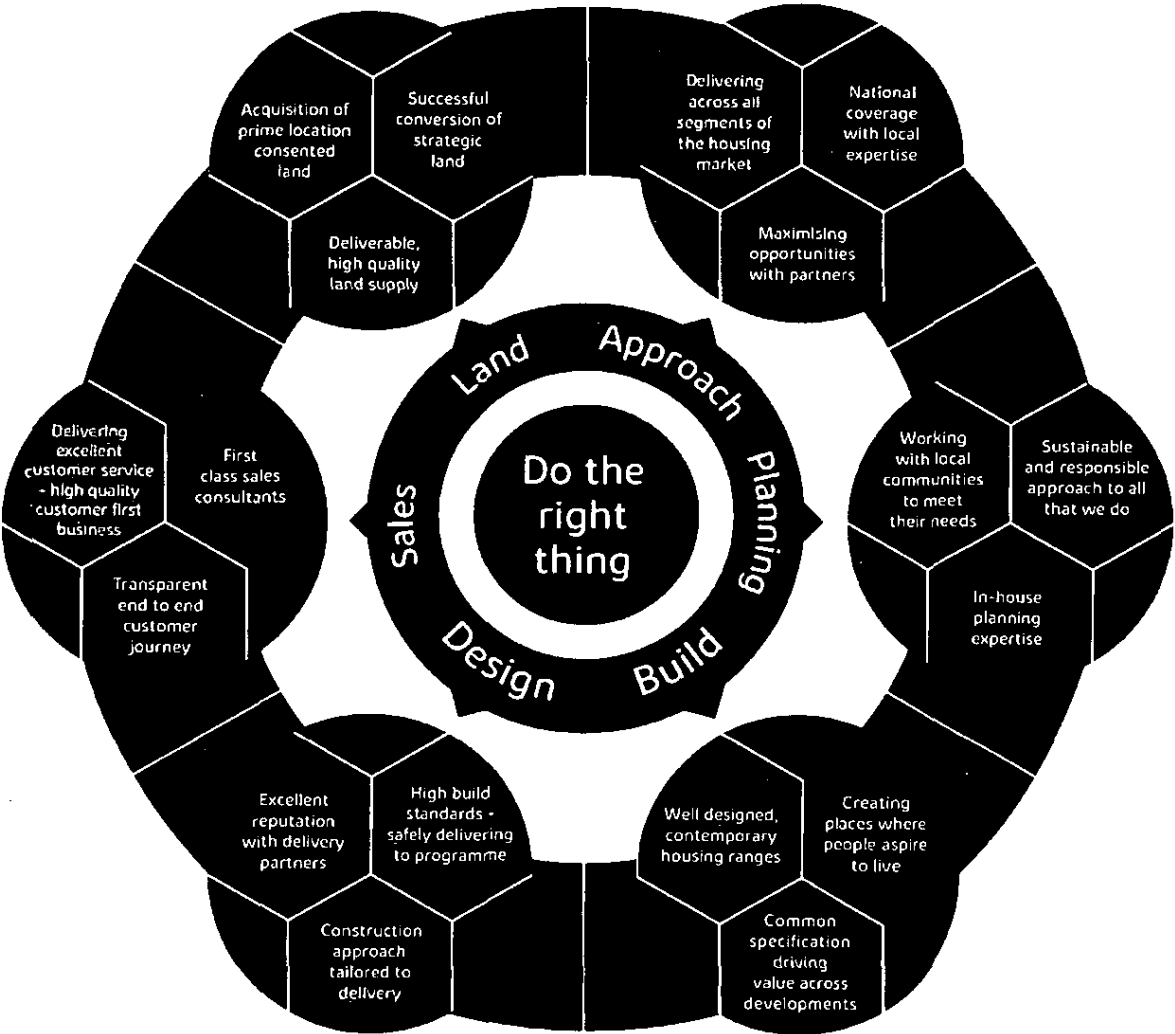 Acquisition of
prime location
consented
land
Successful
conversion of
strategic
land
Deliverable,
high quality
land supply
Delivering
across all
segments of
the housing
market
National
coverage
with local
expertise
Maximising
opportunities
with partners
Land
Approach
Planning
Build
Design
Sales
Do the
right
thing
Delivering
excellent
customer service
- high quality
customer first
business
First
class sales
consultants
Transparent
end to end
customer
journey
Working
with local
communities
to meet
their needs
Sustainable
and responsible
approach to all
that we do
In-house
planning
expertise
Excellent
reputation
with delivery
partners
High build
standards -
safely delivering
to programme
Construction
approach
tailored to
delivery
Well designed,
contemporary
housing ranges
Creating
places where
people aspire
to live
Common
specification
driving
value across
developments